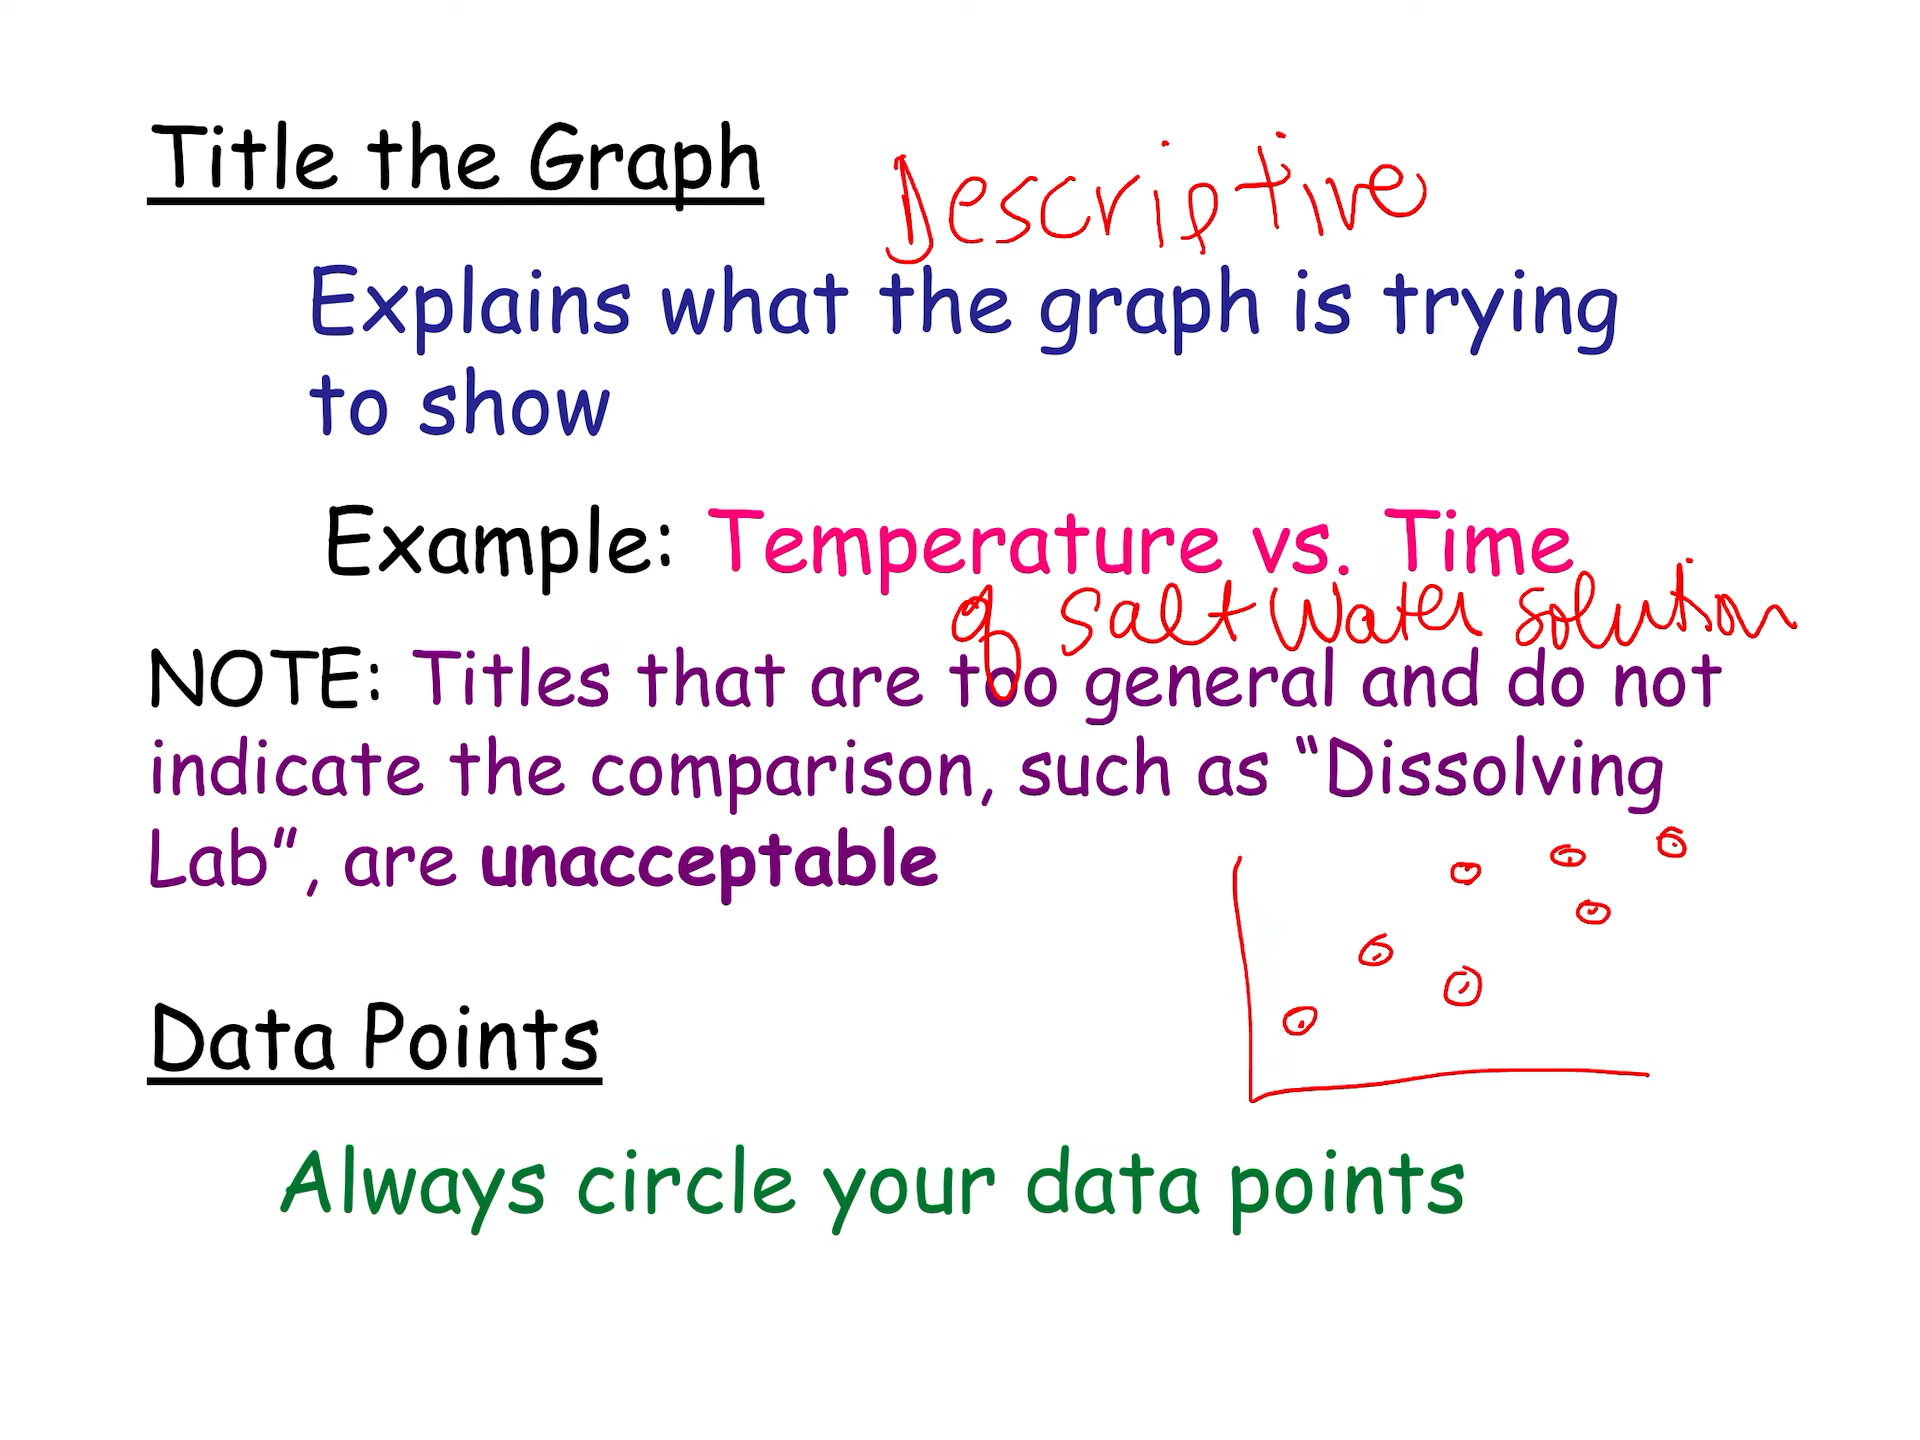 Title the Graph
Descriptive
Explains what the graph is trying
to show
Example: Temperature vs. Time
of salt water solution
NOTE: Titles that are too general and do not
indicate the comparison, such as “Dissolving
Lab”, are unacceptable
Data Points
Always circle your data points